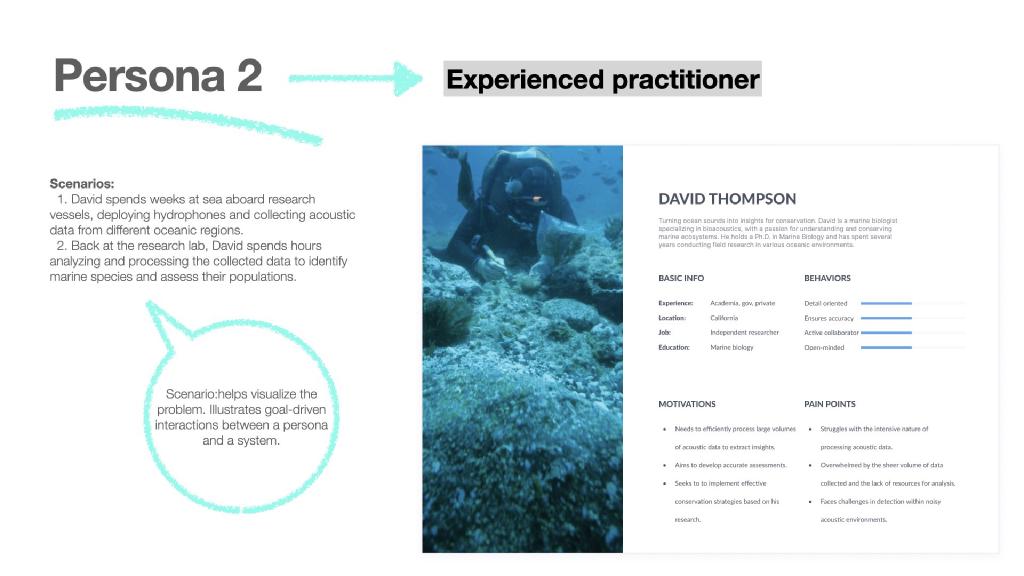 Persona 2
Experienced practitioner
Scenarios:
1. David spends weeks at sea aboard research
vessels, deploying hydrophones and collecting acoustic
data from different oceanic regions.
2. Back at the research lab, David spends hours
analyzing and processing the collected data to identify
marine species and assess their populations.
Scenario:helps visualize the
problem. Illustrates goal-driven
interactions between a persona
and a system.
DAVID THOMPSON
Turning ocean sounds into insights for conservation. David is a marine biologist
specializing in bioacoustics, with a passion for understanding and conserving
marine ecosystems. He holds a Ph.D. in Marine Biology and has spent several
years conducting field research in various oceanic environments.
BASIC INFO
Experience: Academia, gov, private
Location: California
Job: Independent researcher
Education: Marine biology
BEHAVIORS
Detail oriented
Ensures accuracy
Active collaborator
Open-minded
MOTIVATIONS
• Needs to efficiently process large volumes
of acoustic data to extract insights.
• Aims to develop accurate assessments.
• Seeks to to implement effective
conservation strategies based on his
research.
PAIN POINTS
• Struggles with the intensive nature of
processing acoustic data.
• Overwhelmed by the sheer volume of data
collected and the lack of resources for analysis.
• Faces challenges in detection within noisy
acoustic environments.